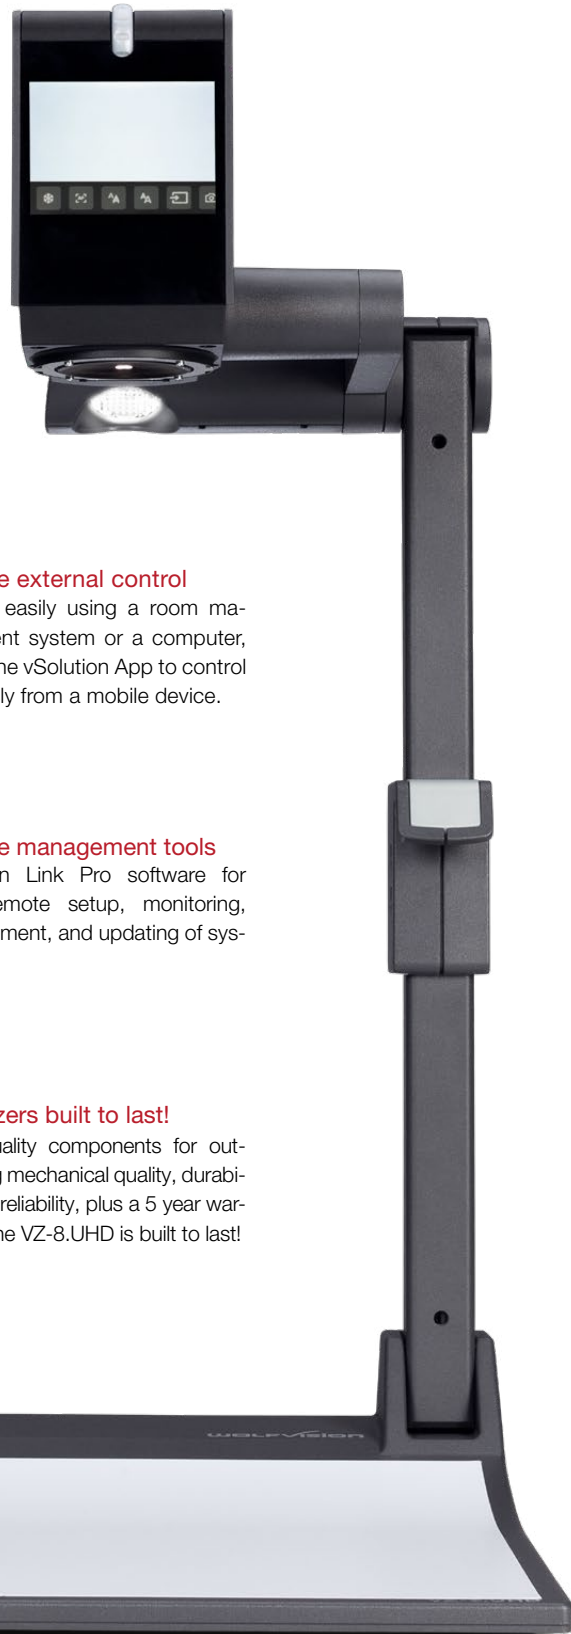 e external control
easily using a room ma-
ent system or a computer,
he vSolution App to control
ly from a mobile device.
e management tools
n Link Pro software for
emote setup, monitoring,
ment, and updating of sys-
zers built to last!
uality components for out-
g mechanical quality, durabi-
reliability, plus a 5 year war-
he VZ-8.UHD is built to last!
WOLFVISION